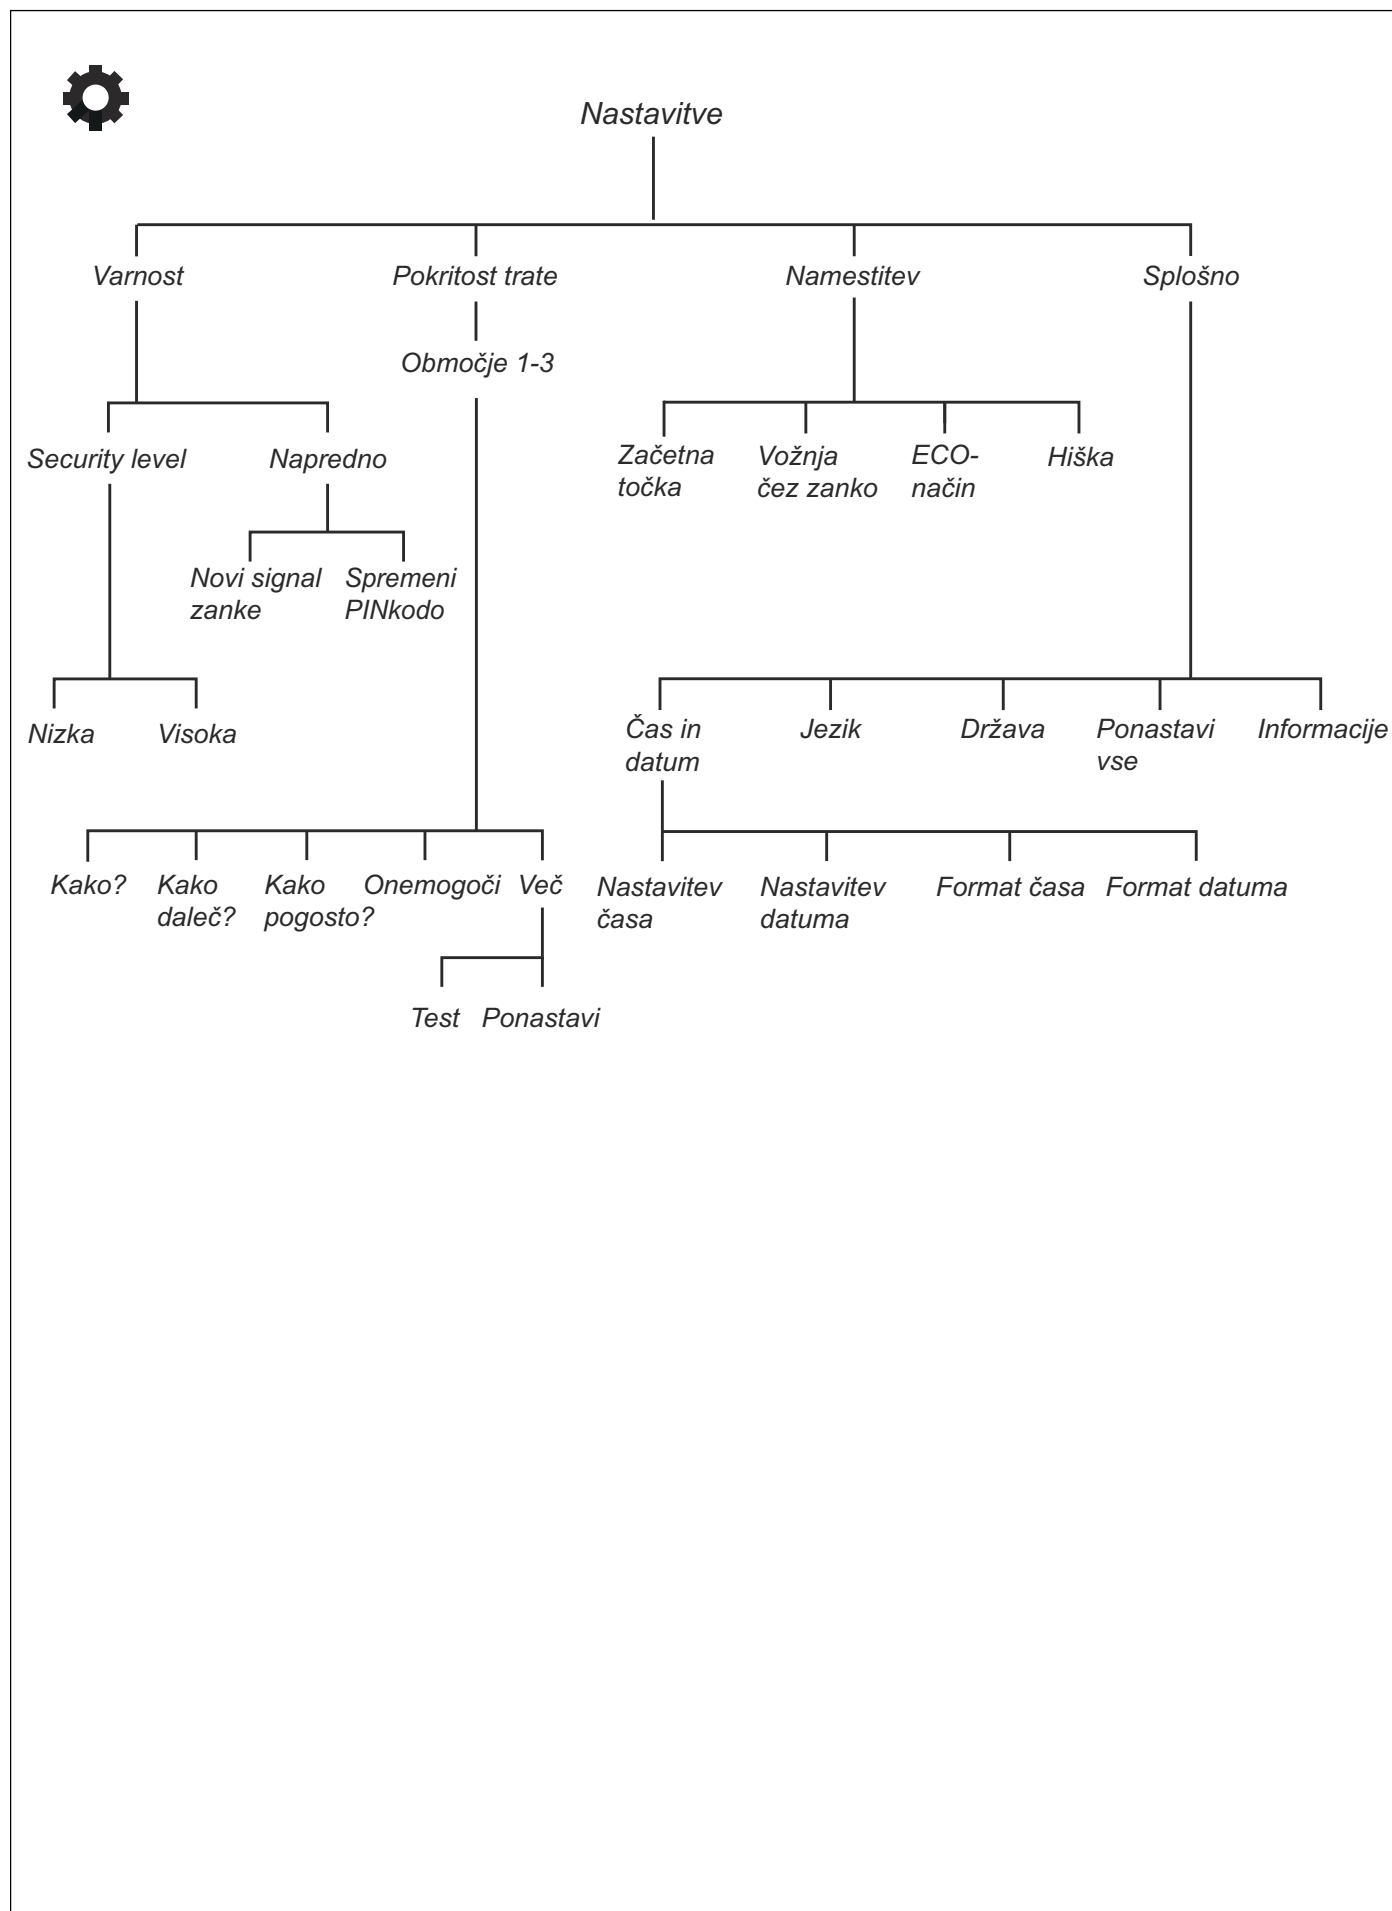 Nastavitve
Varnost
Pokritost trate
Namestitev
Splošno
Območje 1-3
Security level
Napredno
Začetna
točka
Vožnja
čez zanko
ECO-
način
Hiška
Novi signal
zanke
Spremeni
PINkodo
Nizka
Visoka
Čas in
datum
Jezik
Država
Ponastavi
vse
Informacije
Kako?
Kako
daleč?
Kako
pogosto?
Onemogoči
Več
Nastavitev
časa
Nastavitev
datuma
Format časa
Format datuma
Test
Ponastavi